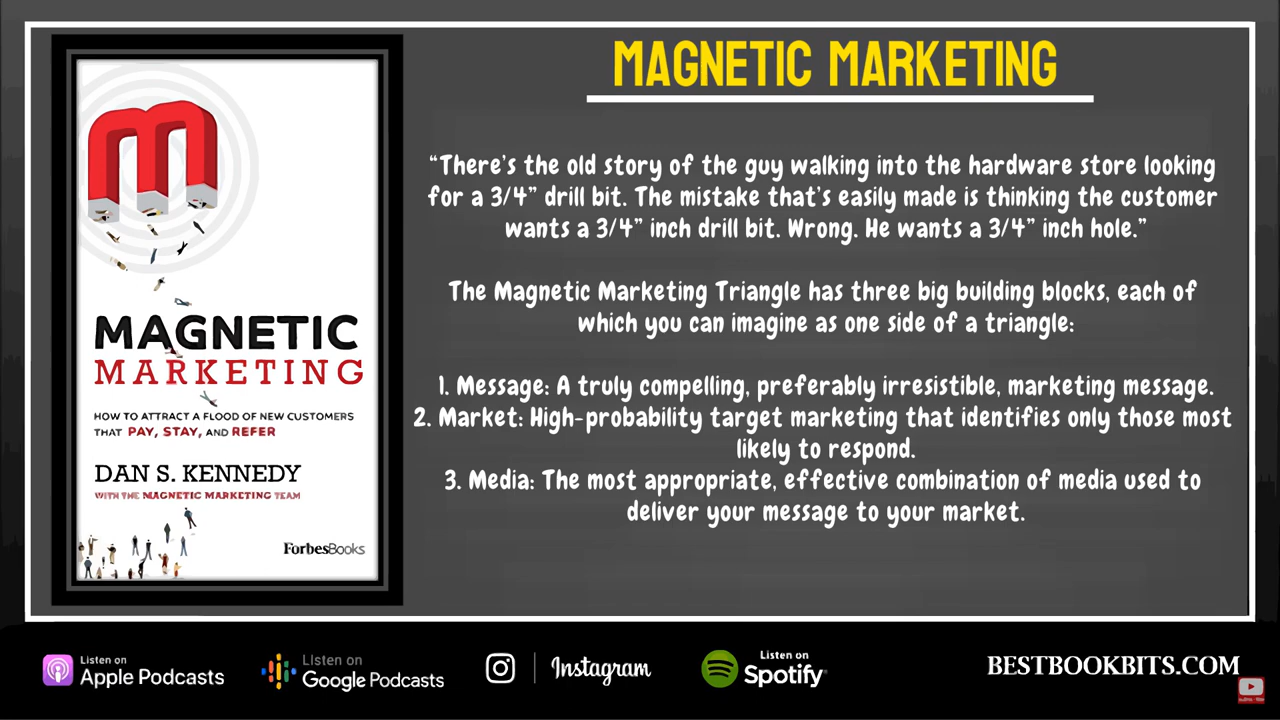 MAGNETIC MARKETING
“There’s the old story of the guy walking into the hardware store looking
for a 3/4” drill bit. The mistake that’s easily made is thinking the customer
wants a 3/4” inch drill bit. Wrong. He wants a 3/4” inch hole.”
The Magnetic Marketing Triangle has three big building blocks, each of
which you can imagine as one side of a triangle:
1. Message: A truly compelling, preferably irresistible, marketing message.
2. Market: High-probability target marketing that identifies only those most
likely to respond.
3. Media: The most appropriate, effective combination of media used to
deliver your message to your market.
MAGNETIC
MARKETING
HOW TO ATTRACT A FLOOD OF NEW CUSTOMERS
THAT PAY, STAY, AND REFER
DAN S. KENNEDY
WITH THE MAGNETIC MARKETING TEAM
ForbesBooks
Listen on
Apple Podcasts
Listen on
Google Podcasts
Instagram
Listen on
Spotify
BESTBOOKBITS.COM